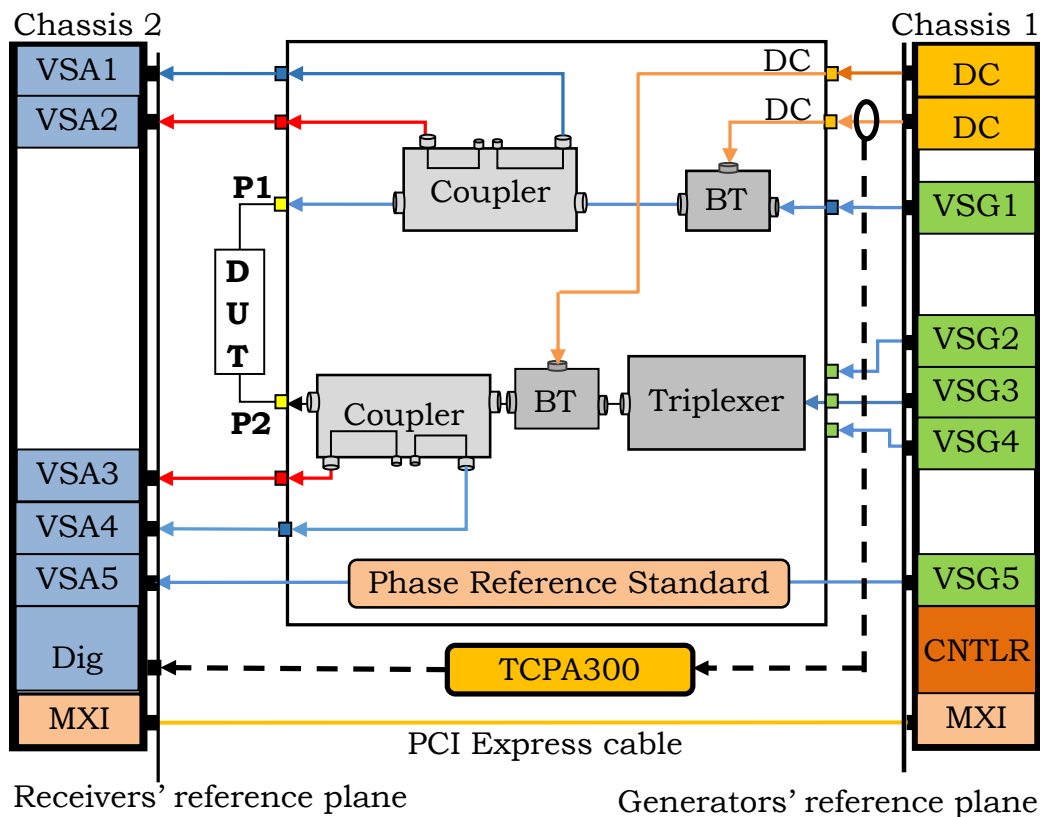 Chassis 2
Chassis 1
VSA1
DC
DC
VSA2
DC
DC
Coupler
P1
BT
VSG1
D
U
T
VSG2
Triplexer
VSG3
BT
Coupler
P2
VSG4
VSA3
VSA4
VSA5
Phase Reference Standard
VSG5
Dig
TCPA300
CNTLR
MXI
MXI
PCI Express cable
Receivers’ reference plane
Generators’ reference plane